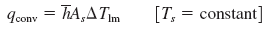 q_conv = h̅A_sΔT_lm [T_s = constant]